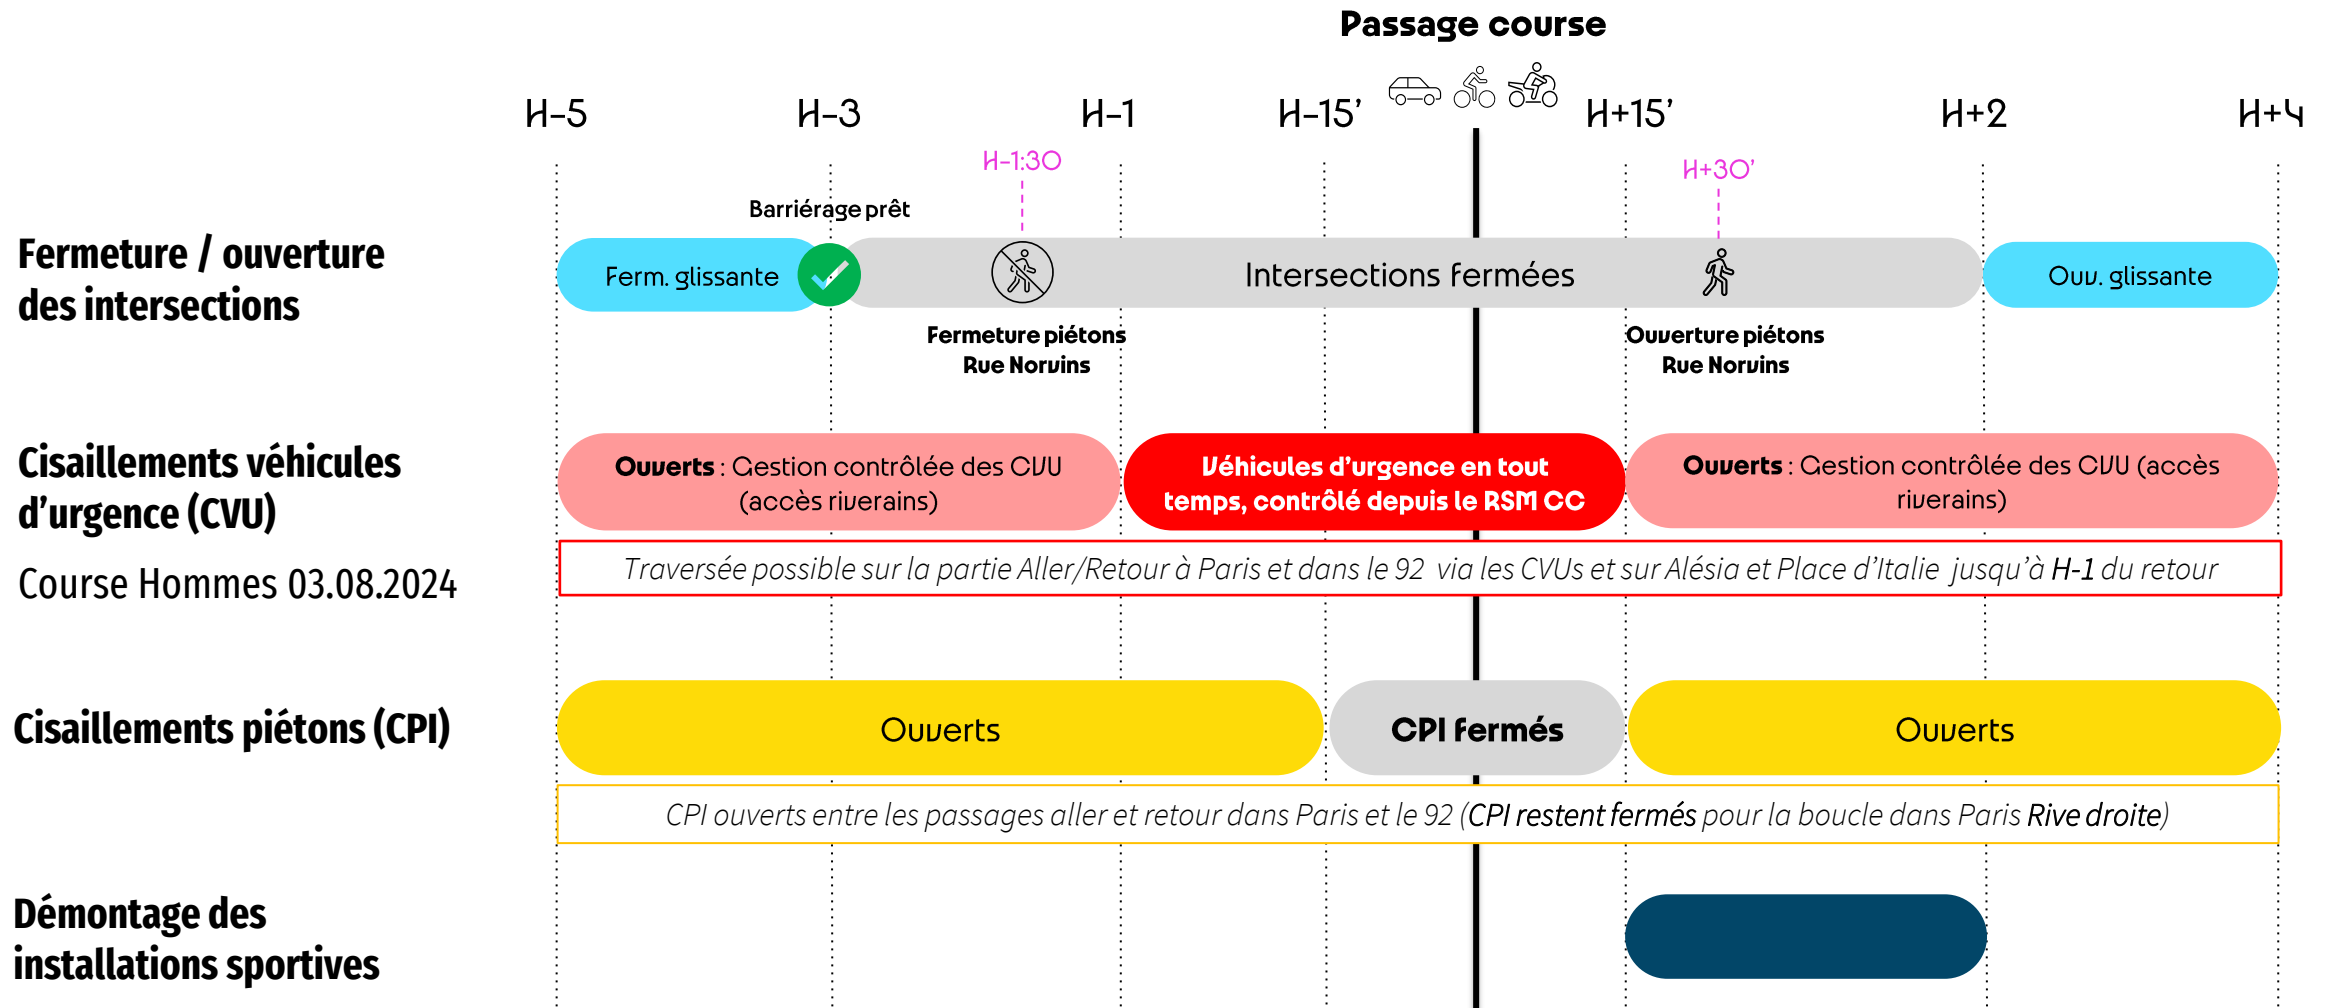 Passage course
H-5
H-3
H-1
H-15'
H+15'
H+2
H+4
H-1:30
H+30'
Barriérage prêt
Fermeture / ouverture
des intersections
Ferm. glissante
Intersections fermées
Ouv. glissante
Fermeture piétons
Rue Norvins
Ouverture piétons
Rue Norvins
Cisaillements véhicules
d'urgence (CVU)
Course Hommes 03.08.2024
Ouverts : Gestion contrôlée des CVU
(accès riverains)
Véhicules d'urgence en tout
temps, contrôlé depuis le RSM CC
Ouverts : Gestion contrôlée des CVU (accès
riverains)
Traversée possible sur la partie Aller/Retour à Paris et dans le 92 via les CVUs et sur Alésia et Place d'Italie jusqu'à H-1 du retour
Cisaillements piétons (CPI)
Ouverts
CPI fermés
Ouverts
CPI ouverts entre les passages aller et retour dans Paris et le 92 (CPI restent fermés pour la boucle dans Paris Rive droite)
Démontage des
installations sportives